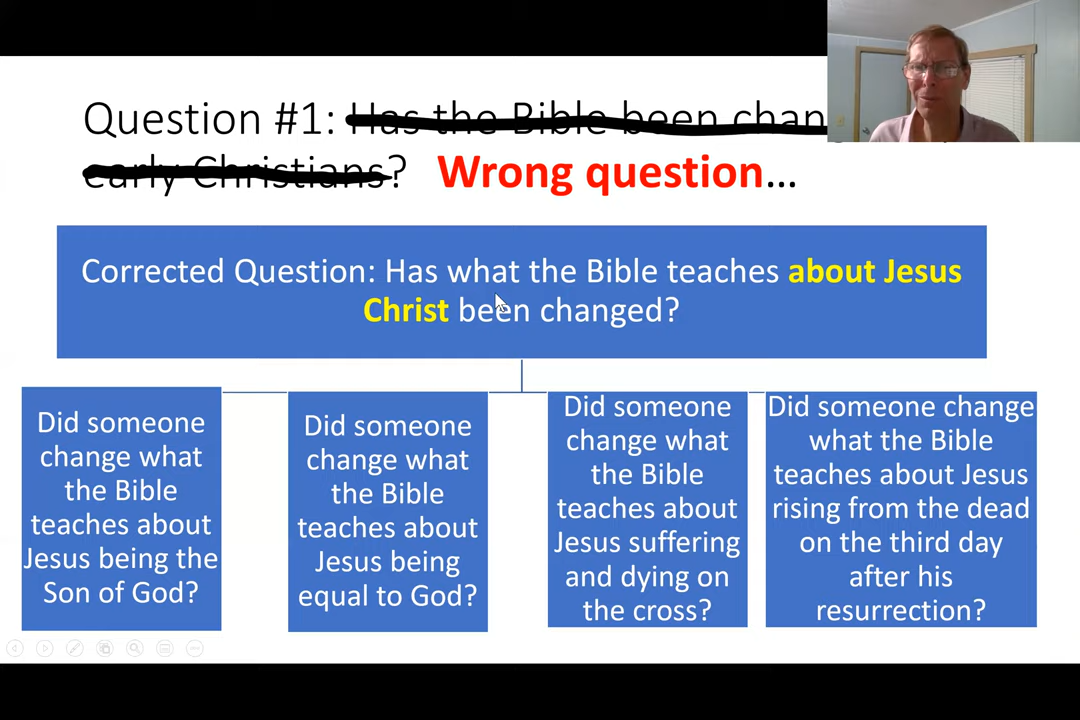 Question #1: Has the Bible been chan
early Christians? Wrong question...
Corrected Question: Has what the Bible teaches about Jesus
Christ been changed?
Did someone
change what
the Bible
teaches about
Jesus being the
Son of God?
Did someone
change what
the Bible
teaches about
Jesus being
equal to God?
Did someone
change what
the Bible
teaches about
Jesus suffering
and dying on
the cross?
Did someone change
what the Bible
teaches about Jesus
rising from the dead
on the third day
after his
resurrection?